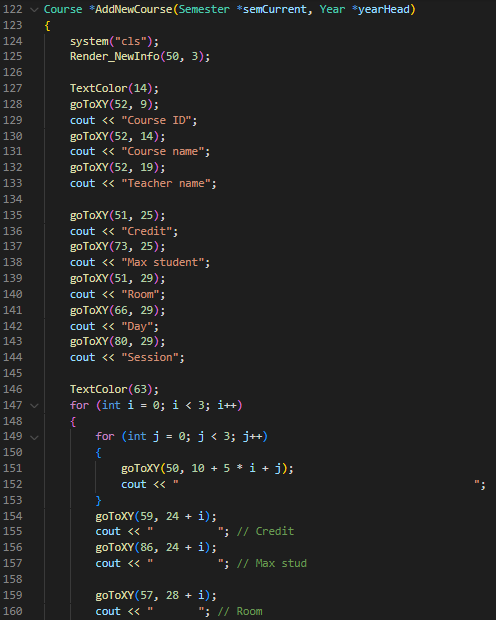 122 Course *AddNewCourse(Semester *semCurrent, Year *yearHead)
123 {
124     system("cls");
125     Render_NewInfo(50, 3);
126
127     TextColor(14);
128     goToXY(52, 9);
129     cout << "Course ID";
130     goToXY(52, 14);
131     cout << "Course name";
132     goToXY(52, 19);
133     cout << "Teacher name";
134
135     goToXY(51, 25);
136     cout << "Credit";
137     goToXY(73, 25);
138     cout << "Max student";
139     goToXY(51, 29);
140     cout << "Room";
141     goToXY(66, 29);
142     cout << "Day";
143     goToXY(80, 29);
144     cout << "Session";
145
146     TextColor(63);
147     for (int i = 0; i < 3; i++)
148     {
149         for (int j = 0; j < 3; j++)
150         {
151             goToXY(50, 10 + 5 * i + j);
152             cout << "                                              ";
153         }
154         goToXY(59, 24 + i);
155         cout << "          "; // Credit
156         goToXY(86, 24 + i);
157         cout << "          "; // Max stud
158
159         goToXY(57, 28 + i);
160         cout << "       "; // Room